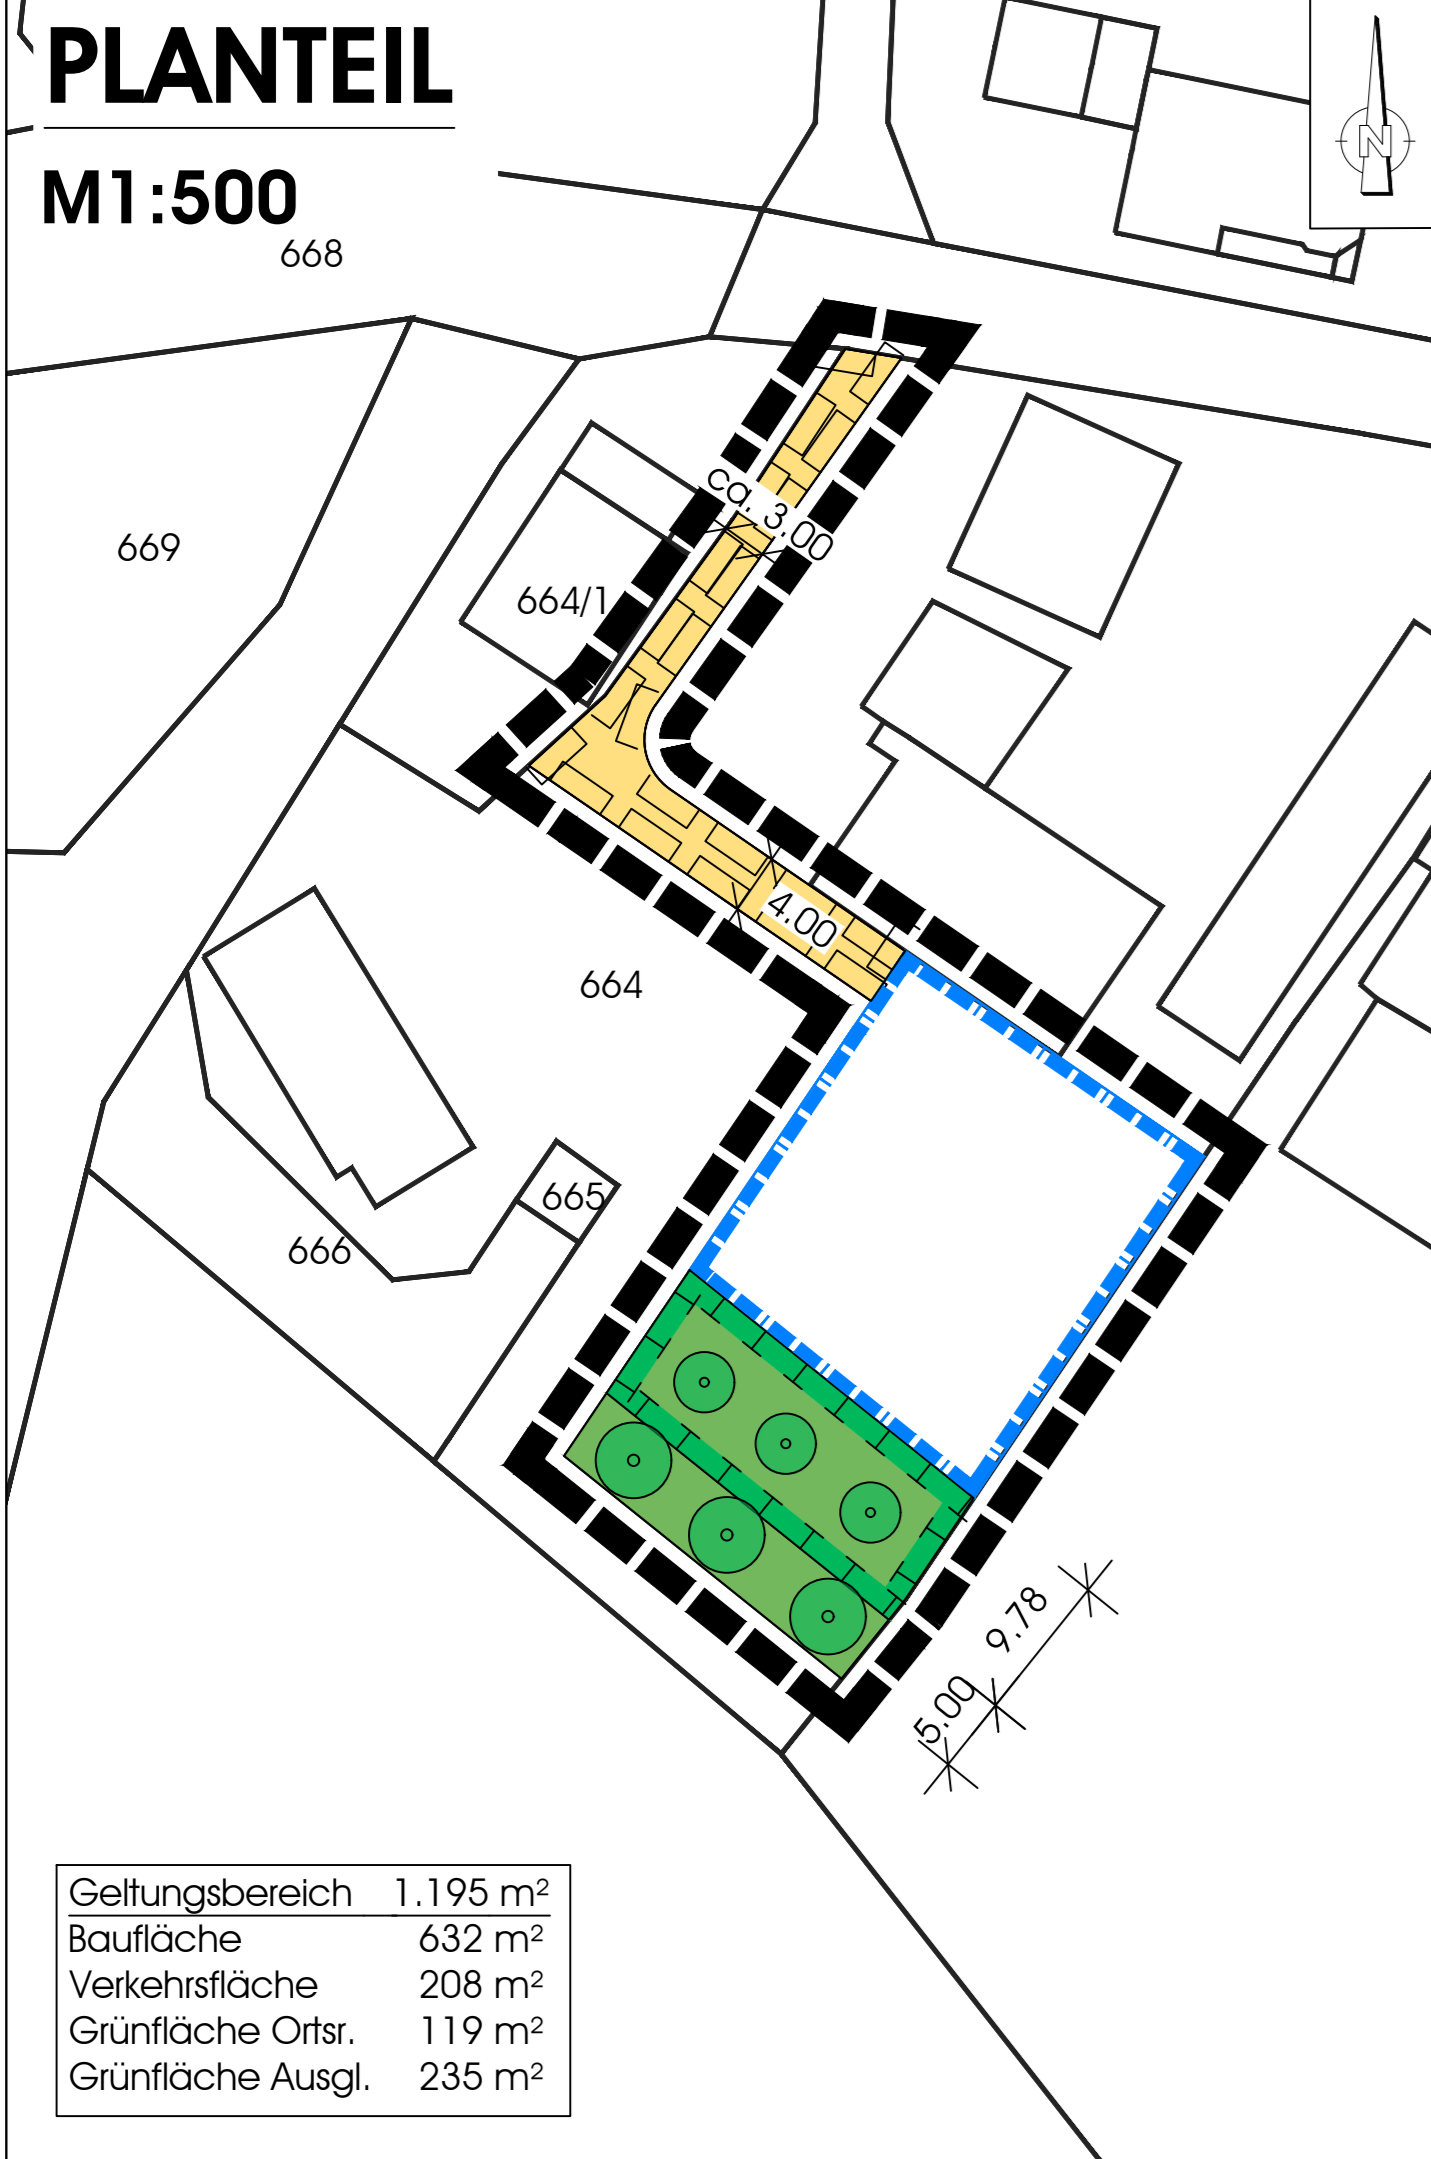 PLANTEIL
M1:500
N
668
669
664/1
ca. 3.00
4.00
664
665
666
9.78
5.00
Geltungsbereich 1.195 m²
Baufläche 632 m²
Verkehrsfläche 208 m²
Grünfläche Ortsr. 119 m²
Grünfläche Ausgl. 235 m²